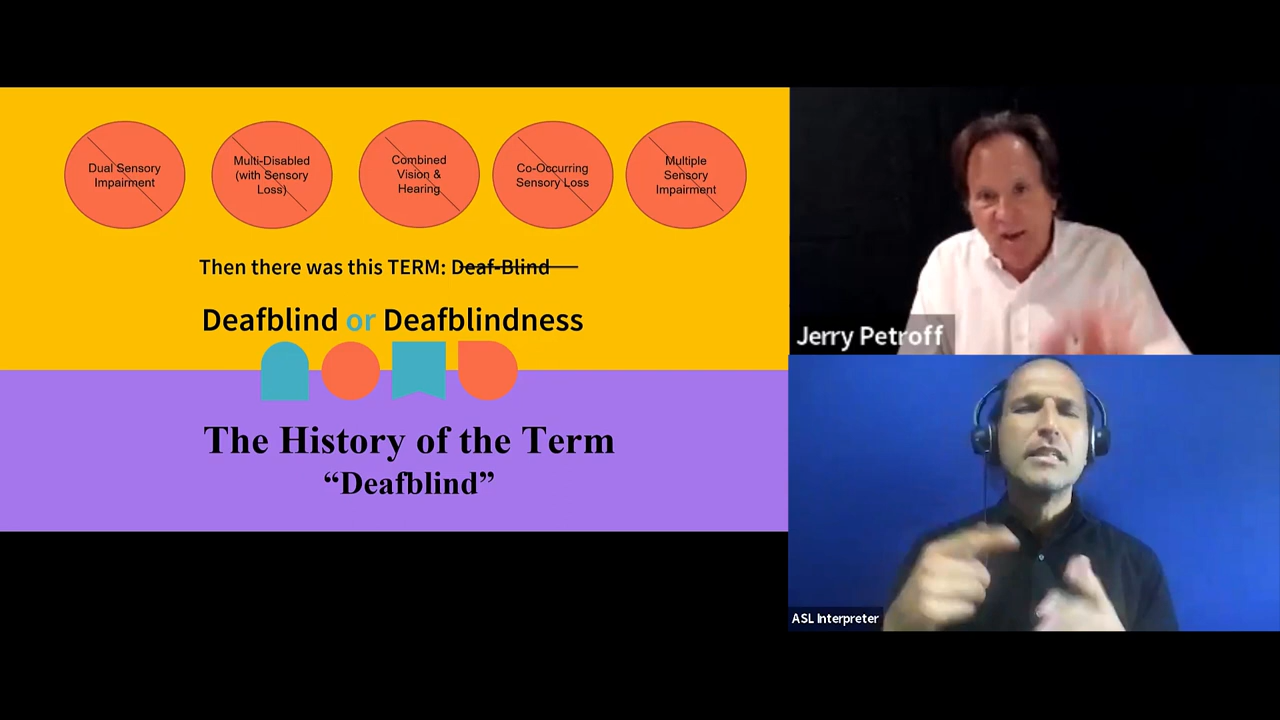 Dual Sensory
Impairment
Multi-Disabled
(with Sensory
Loss)
Combined
Vision &
Hearing
Co-Occurring
Sensory Loss
Multiple
Sensory
Impairment
Then there was this TERM: Deaf-Blind
Deafblind or Deafblindness
The History of the Term
“Deafblind”
Jerry Petroff
ASL Interpreter